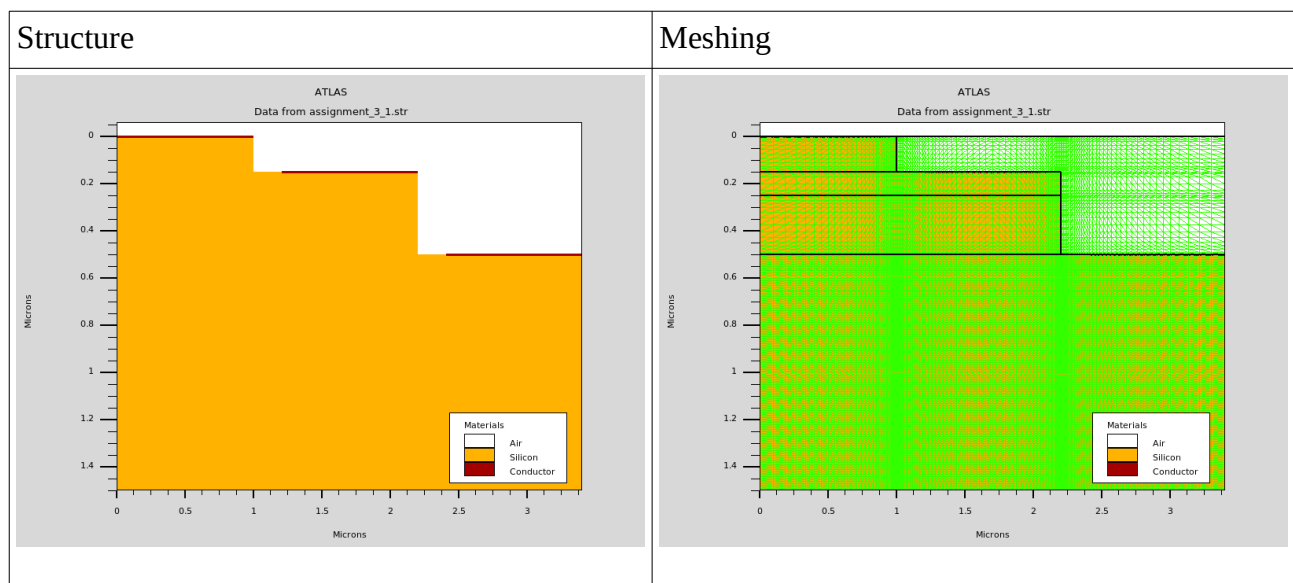 Structure
Meshing
ATLAS
Data from assignment_3_1.str
0
0.2
0.4
0.6
0.8
1
1.2
1.4
Microns
Materials
Air
Silicon
Conductor
0
0.5
1
1.5
2
2.5
3
Microns
ATLAS
Data from assignment_3_1.str
0
0.2
0.4
0.6
0.8
1
1.2
1.4
Microns
Materials
Air
Silicon
Conductor
0
0.5
1
1.5
2
2.5
3
Microns